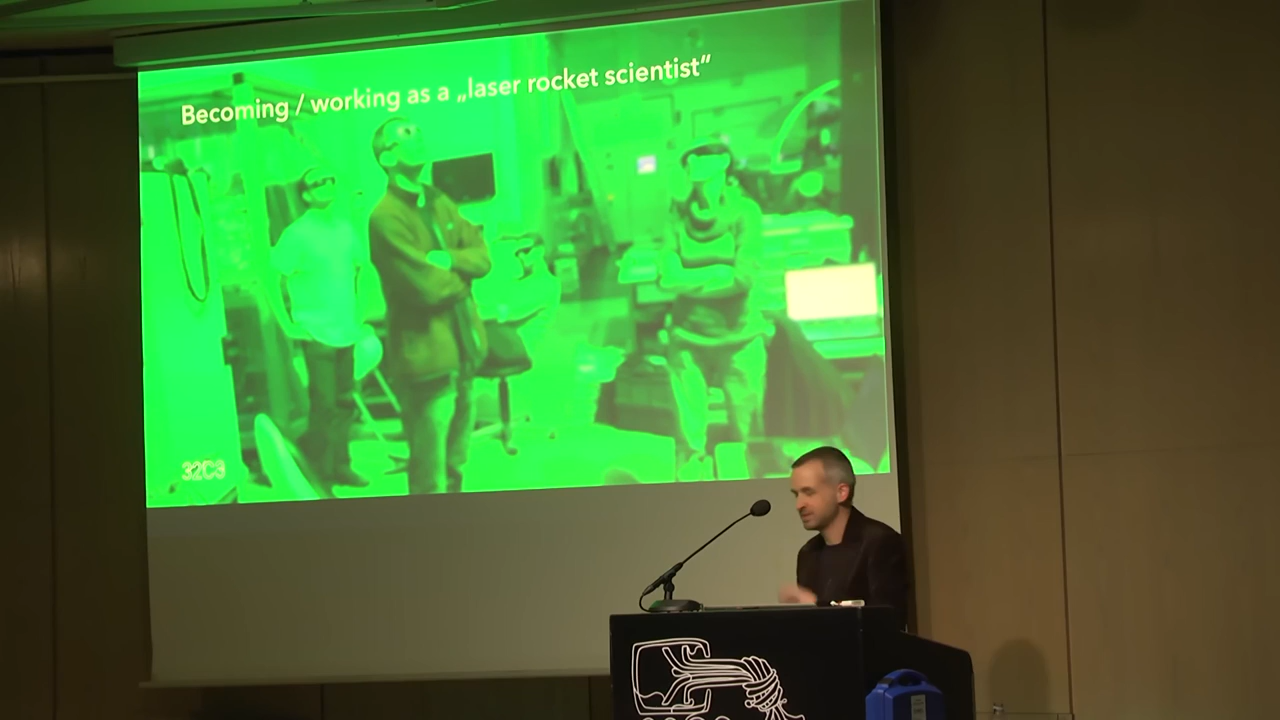 Becoming / working as a „laser rocket scientist“
32C3